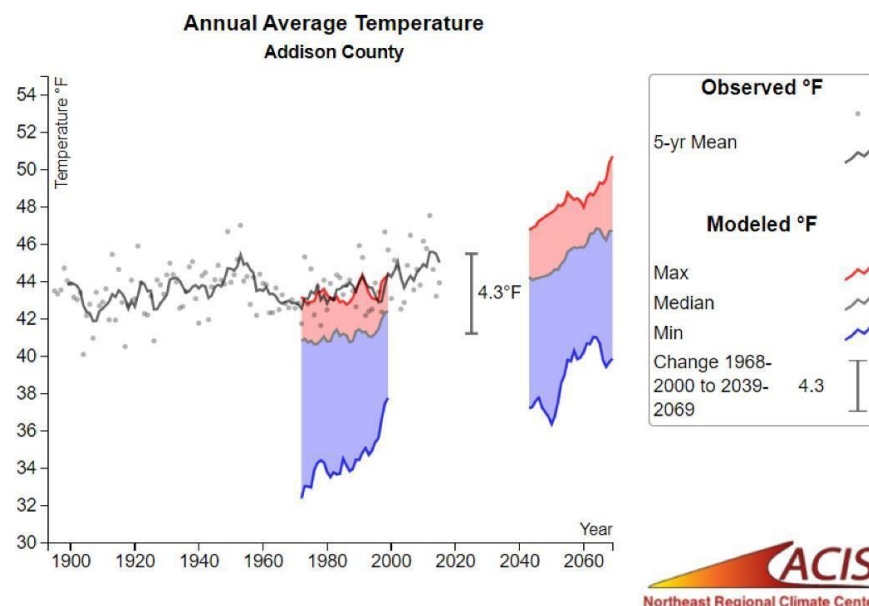 Annual Average Temperature
Addison County
Temperature °F
54
52
50
48
46
44
42
40
38
36
34
32
30
1900
1920
1940
1960
1980
2000
2020
2040
2060
Year
4.3°F
Observed °F
5-yr Mean
Modeled °F
Max
Median
Min
Change 1968-
2000 to 2039-
2069
4.3
ACIS
Northeast Regional Climate Cente